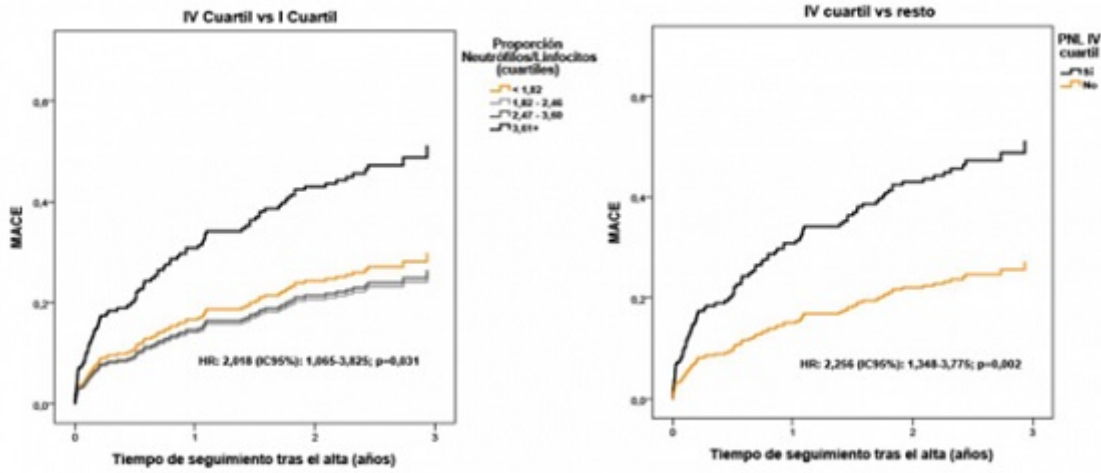 IV Cuartil vs I Cuartil
Proporción
Neutrófilos/Linfocitos
(cuartiles)
< 1,82
1,82 - 2,46
2,47 - 3,60
3,61+
0,6
0,4
0,2
0,0
MACE
HR: 2,018 (IC95%): 1,065-3,825; p=0,031
0 1 2 3
Tiempo de seguimiento tras el alta (años)
IV cuartil vs resto
PNL IV
cuartil
Sí
No
0,6
0,4
0,2
0,0
MACE
HR: 2,256 (IC95%): 1,348-3,775; p=0,002
0 1 2 3
Tiempo de seguimiento tras el alta (años)